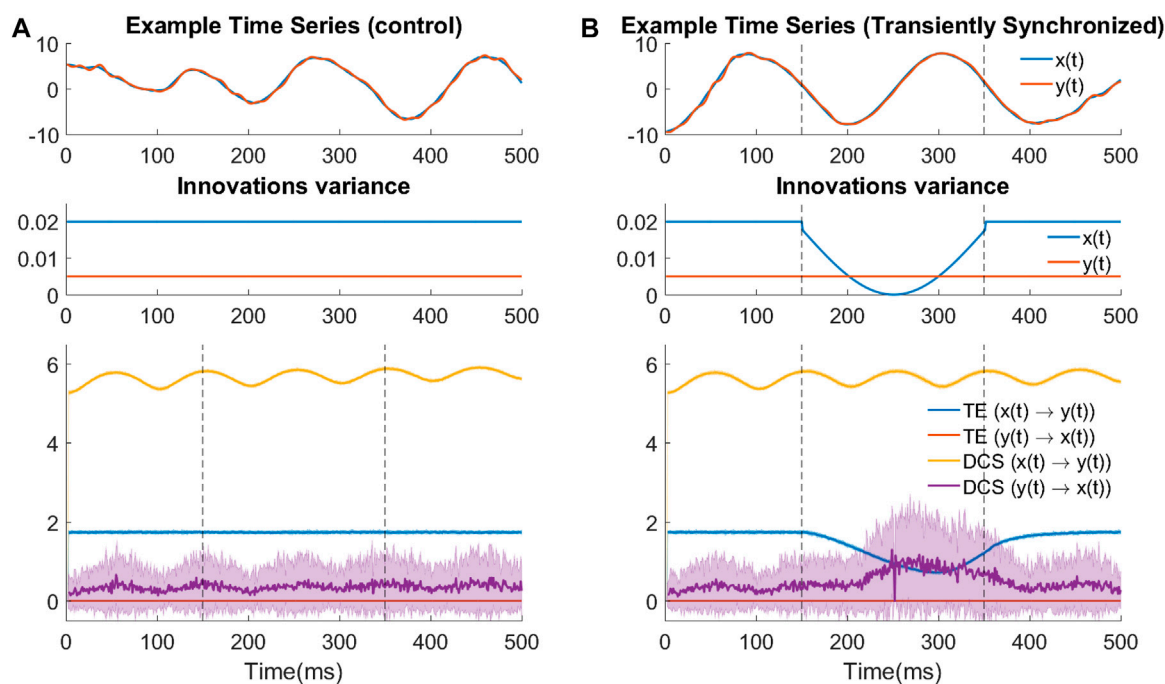 A
Example Time Series (control)
10
0
-10
0 100 200 300 400 500
Innovations variance
0.02
0.01
0
0 100 200 300 400 500
6
4
2
0
0 100 200 300 400 500
Time(ms)
B
Example Time Series (Transiently Synchronized)
10
0
-10
x(t)
y(t)
0 100 200 300 400 500
Innovations variance
0.02
0.01
0
x(t)
y(t)
0 100 200 300 400 500
6
4
2
0
TE (x(t) → y(t))
TE (y(t) → x(t))
DCS (x(t) → y(t))
DCS (y(t) → x(t))
0 100 200 300 400 500
Time(ms)